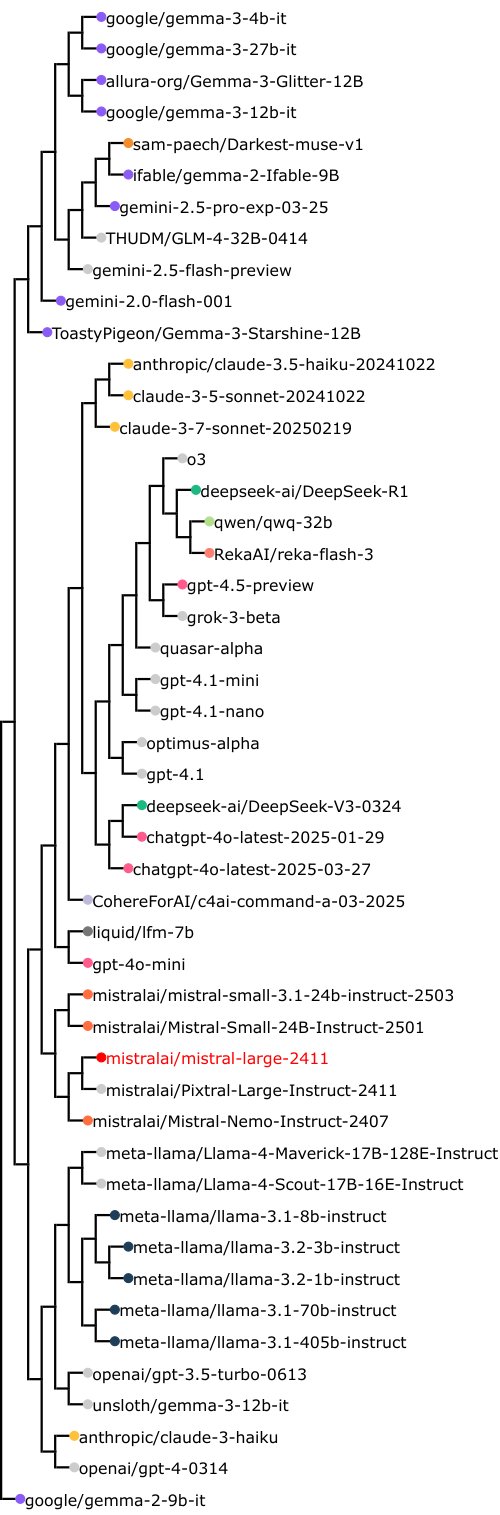 google/gemma-3-4b-it
google/gemma-3-27b-it
allura-org/Gemma-3-Glitter-12B
google/gemma-3-12b-it
sam-paech/Darkest-muse-v1
ifable/gemma-2-Ifable-9B
gemini-2.5-pro-exp-03-25
THUDM/GLM-4-32B-0414
gemini-2.5-flash-preview
gemini-2.0-flash-001
ToastyPigeon/Gemma-3-Starshine-12B
anthropic/claude-3.5-haiku-20241022
claude-3-5-sonnet-20241022
claude-3-7-sonnet-20250219
o3
deepseek-ai/DeepSeek-R1
qwen/qwq-32b
RekaAI/reka-flash-3
gpt-4.5-preview
grok-3-beta
quasar-alpha
gpt-4.1-mini
gpt-4.1-nano
optimus-alpha
gpt-4.1
deepseek-ai/DeepSeek-V3-0324
chatgpt-4o-latest-2025-01-29
chatgpt-4o-latest-2025-03-27
CohereForAI/c4ai-command-a-03-2025
liquid/lfm-7b
gpt-4o-mini
mistralai/mistral-small-3.1-24b-instruct-2503
mistralai/Mistral-Small-24B-Instruct-2501
mistralai/mistral-large-2411
mistralai/Pixtral-Large-Instruct-2411
mistralai/Mistral-Nemo-Instruct-2407
meta-llama/Llama-4-Maverick-17B-128E-Instruct
meta-llama/Llama-4-Scout-17B-16E-Instruct
meta-llama/llama-3.1-8b-instruct
meta-llama/llama-3.2-3b-instruct
meta-llama/llama-3.2-1b-instruct
meta-llama/llama-3.1-70b-instruct
meta-llama/llama-3.1-405b-instruct
openai/gpt-3.5-turbo-0613
unsloth/gemma-3-12b-it
anthropic/claude-3-haiku
openai/gpt-4-0314
google/gemma-2-9b-it